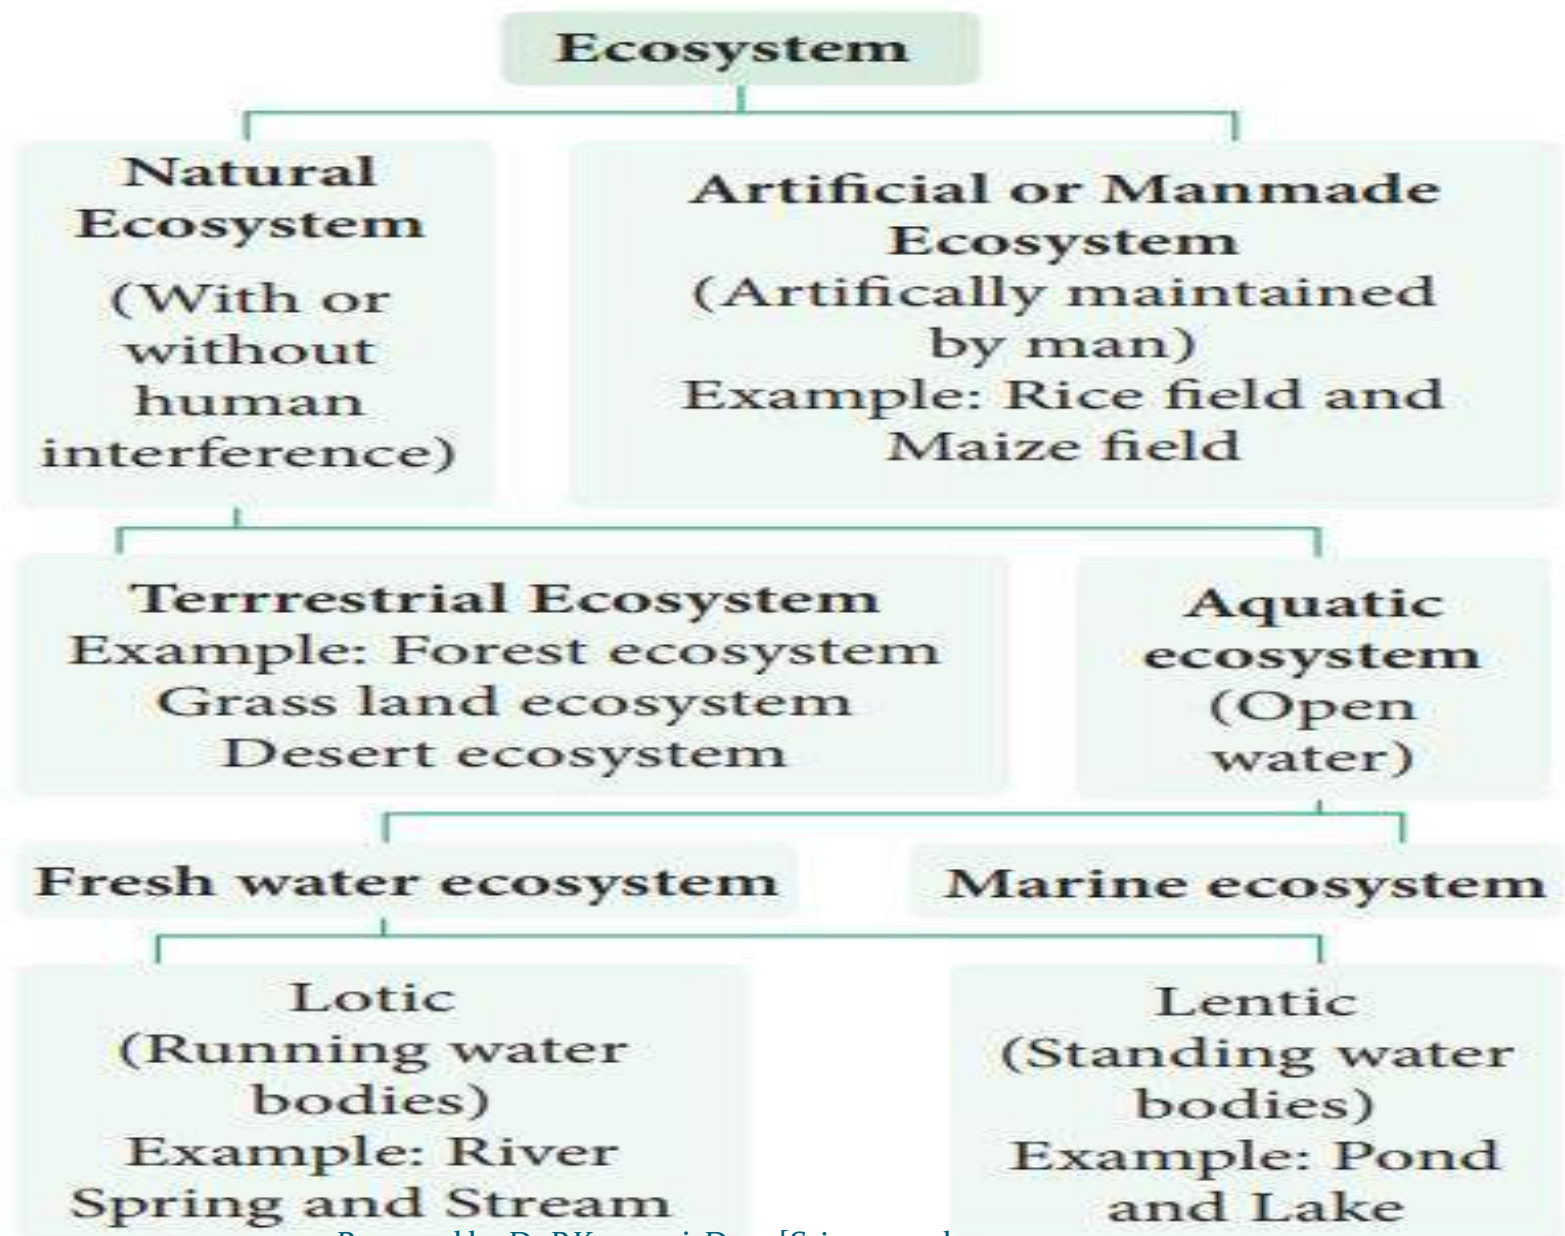 Ecosystem
Natural
Ecosystem
(With or
without
human
interference)
Artificial or Manmade
Ecosystem
(Artifically maintained
by man)
Example: Rice field and
Maize field
Terrrestrial Ecosystem
Example: Forest ecosystem
Grass land ecosystem
Desert ecosystem
Aquatic
ecosystem
(Open
water)
Fresh water ecosystem
Marine ecosystem
Lotic
(Running water
bodies)
Example: River
Spring and Stream
Lentic
(Standing water
bodies)
Example: Pond
and Lake